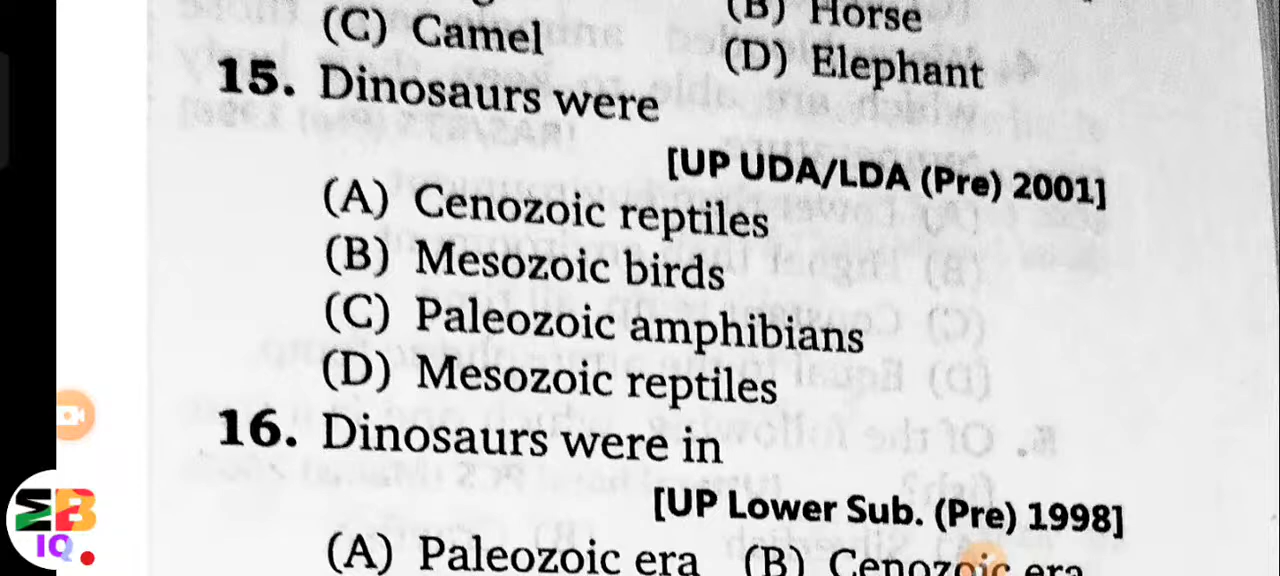 (C) Camel
(B) Horse
(D) Elephant
15. Dinosaurs were
[UP UDA/LDA (Pre) 2001]
(A) Cenozoic reptiles
(B) Mesozoic birds
(C) Paleozoic amphibians
(D) Mesozoic reptiles
16. Dinosaurs were in
[UP Lower Sub. (Pre) 1998]
(A) Paleozoic era (B) Cenozoic era
IQ